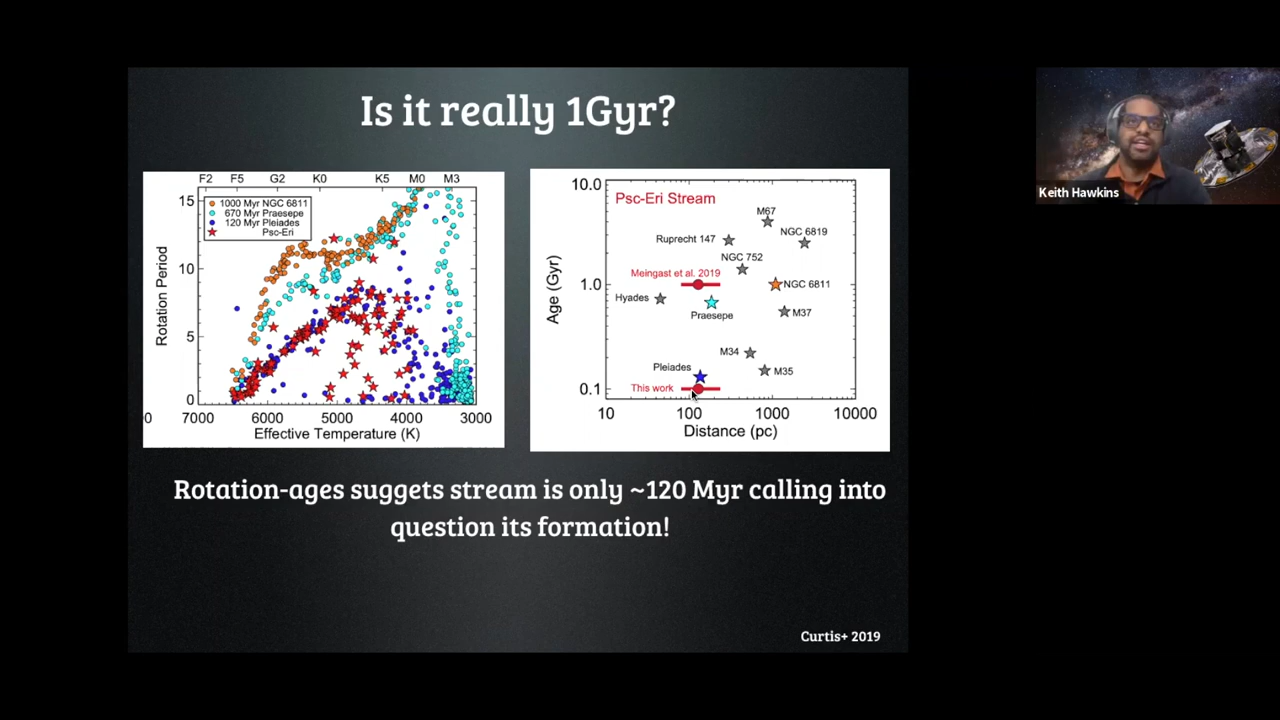 Is it really 1Gyr?
F2 F5 G2 K0 K5 M0 M3
1000 Myr NGC 6811
670 Myr Praesepe
120 Myr Pleiades
Psc-Eri
15
10
5
0
Rotation Period
0 7000 6000 5000 4000 3000
Effective Temperature (K)
10.0
1.0
0.1
Age (Gyr)
Psc-Eri Stream
M67
NGC 6819
Ruprecht 147
NGC 752
Meingast et al. 2019
NGC 6811
Hyades
Praesepe
M37
M34
Pleiades
M35
This work
10 100 1000 10000
Distance (pc)
Rotation-ages suggets stream is only ~120 Myr calling into
question its formation!
Curtis+ 2019
Keith Hawkins